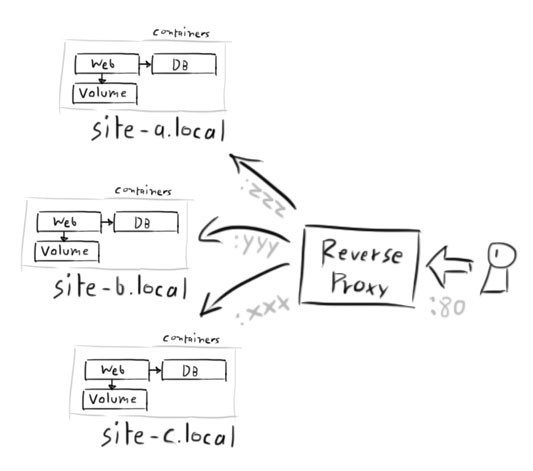 containers
Web
DB
Volume
site-a.local
:zzz
containers
Web
DB
Volume
site-b.local
:yyy
Reverse
Proxy
:80
:xxx
containers
Web
DB
Volume
site-c.local